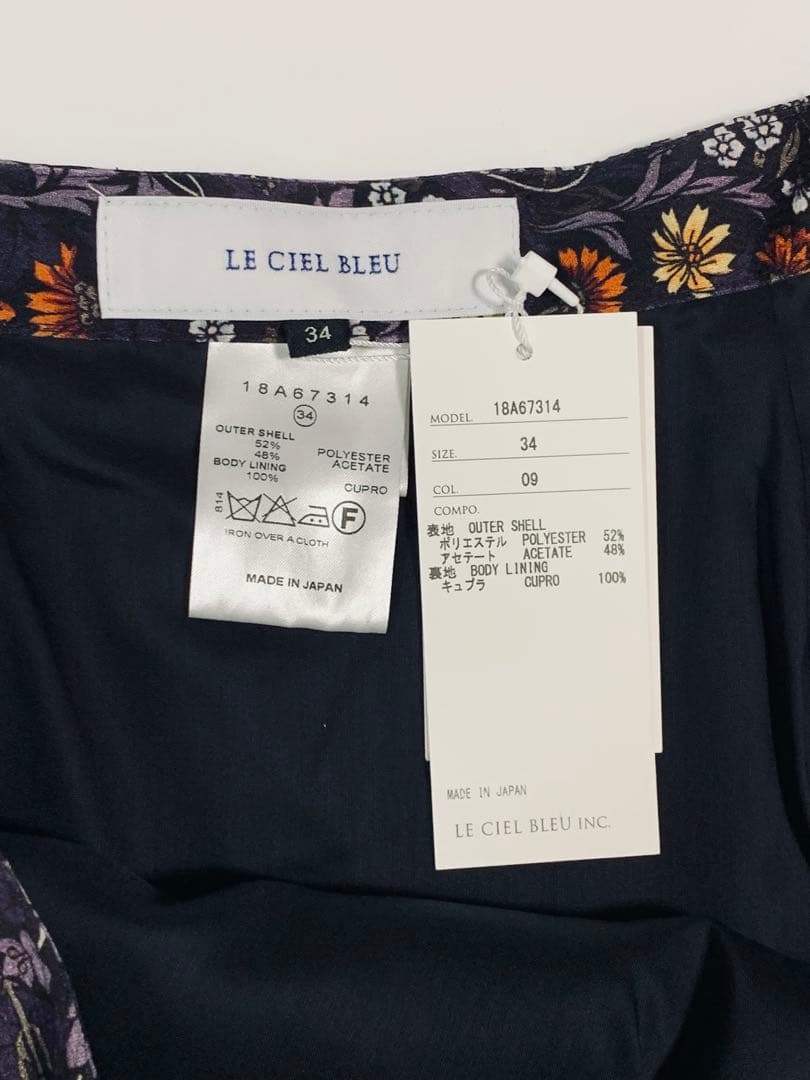 LE CIEL BLEU
34
18A67314
34
OUTER SHELL
52% POLYESTER
48% ACETATE
BODY LINING
100% CUPRO
814
F
IRON OVER A CLOTH
MADE IN JAPAN
MODEL. 18A67314
SIZE. 34
COL. 09
COMPO.
表地 OUTER SHELL
ポリエステル POLYESTER 52%
アセテート ACETATE 48%
裏地 BODY LINING
キュプラ CUPRO 100%
MADE IN JAPAN
LE CIEL BLEU INC.